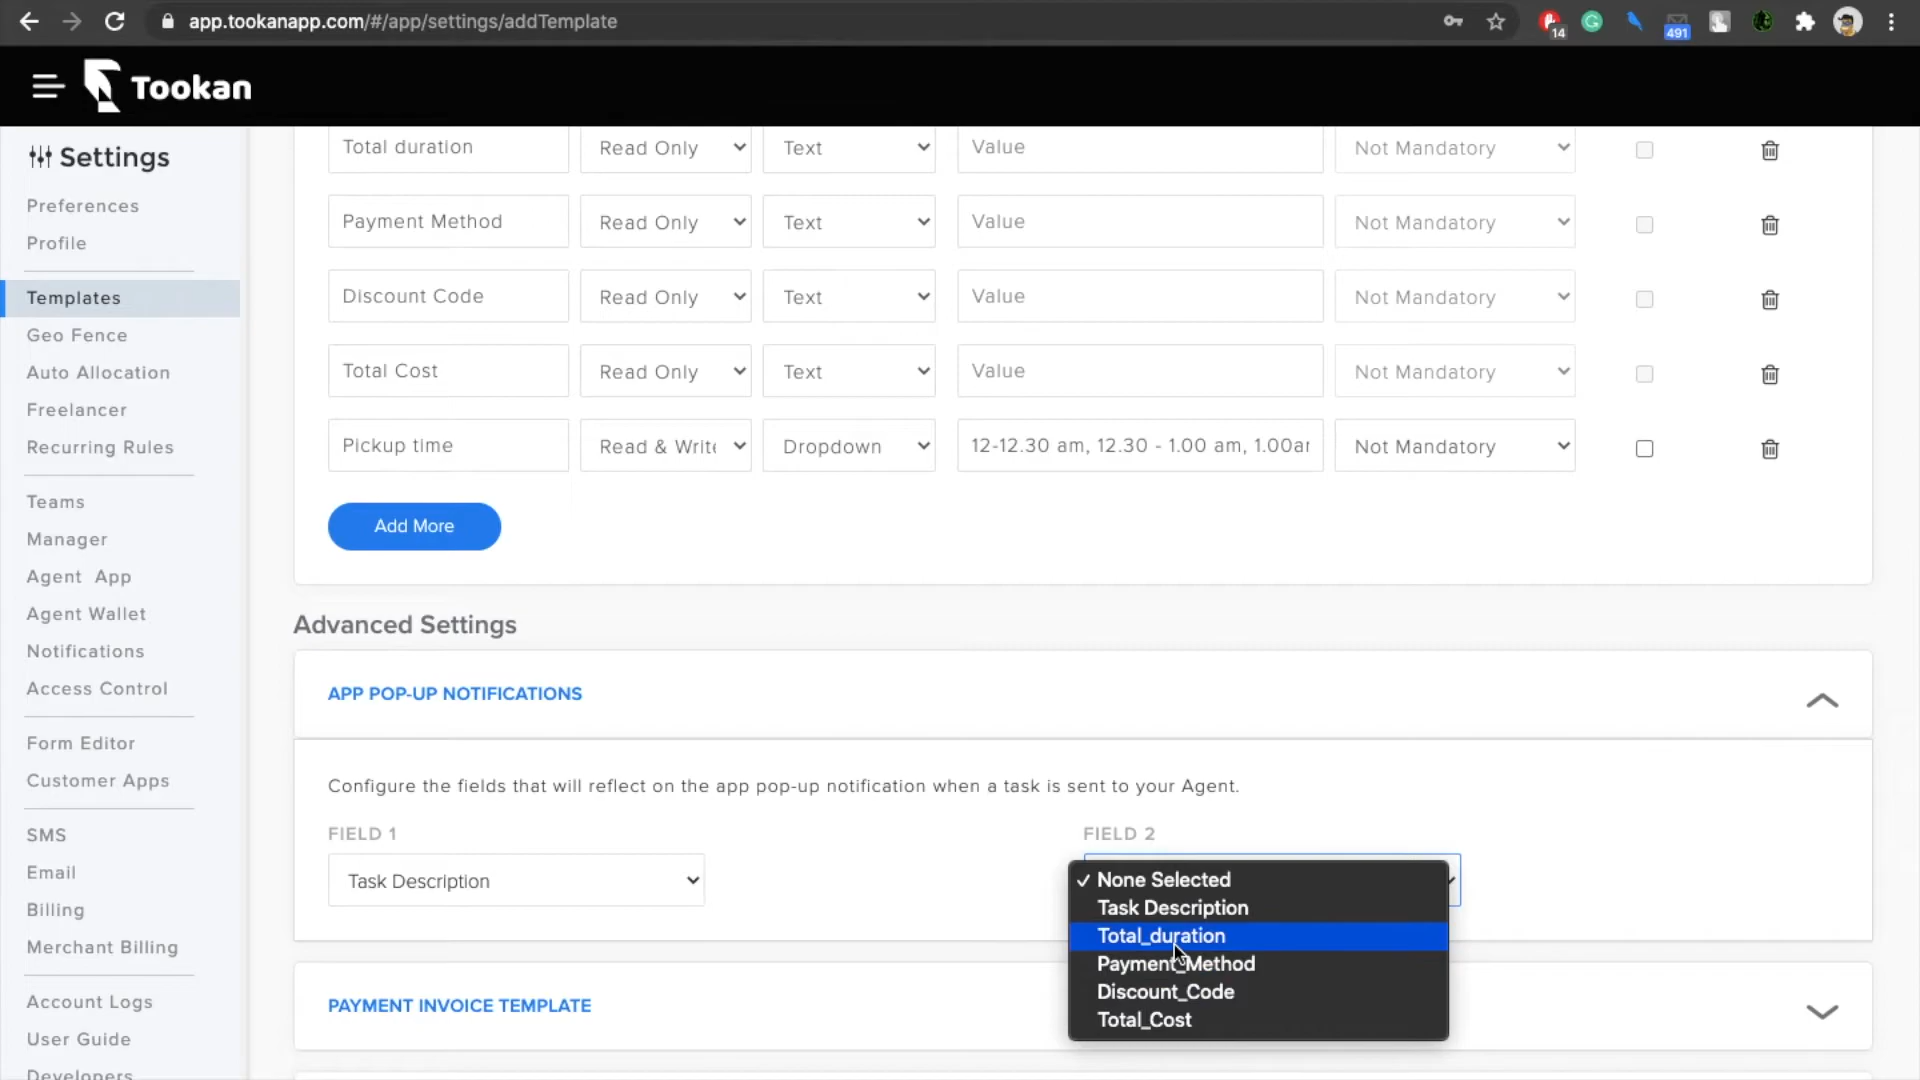 app.tookanapp.com/#/app/settings/addTemplate
14
491
Tookan
Settings
Preferences
Profile
Templates
Geo Fence
Auto Allocation
Freelancer
Recurring Rules
Teams
Manager
Agent App
Agent Wallet
Notifications
Access Control
Form Editor
Customer Apps
SMS
Email
Billing
Merchant Billing
Account Logs
User Guide
Developers
Total duration Read Only Text Value Not Mandatory
Payment Method Read Only Text Value Not Mandatory
Discount Code Read Only Text Value Not Mandatory
Total Cost Read Only Text Value Not Mandatory
Pickup time Read & Write Dropdown 12-12.30 am, 12.30 - 1.00 am, 1.00am Not Mandatory
Add More
Advanced Settings
APP POP-UP NOTIFICATIONS
Configure the fields that will reflect on the app pop-up notification when a task is sent to your Agent.
FIELD 1
Task Description
FIELD 2
✓ None Selected
Task Description
Total_duration
Payment_Method
Discount_Code
Total_Cost
PAYMENT INVOICE TEMPLATE